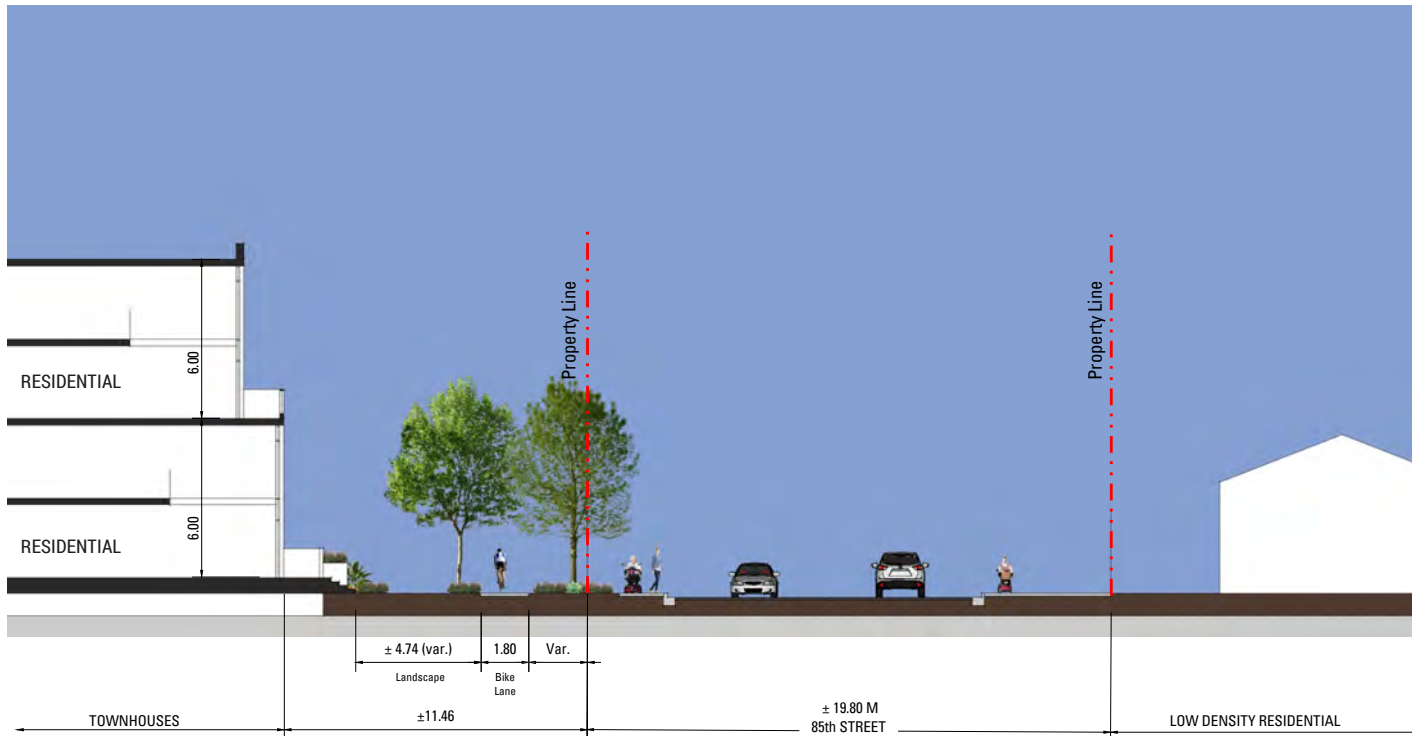 Property Line
Property Line
6.00
RESIDENTIAL
6.00
RESIDENTIAL
± 4.74 (var.)
1.80
Var.
Landscape
Bike
Lane
TOWNHOUSES
±11.46
± 19.80 M
85th STREET
LOW DENSITY RESIDENTIAL